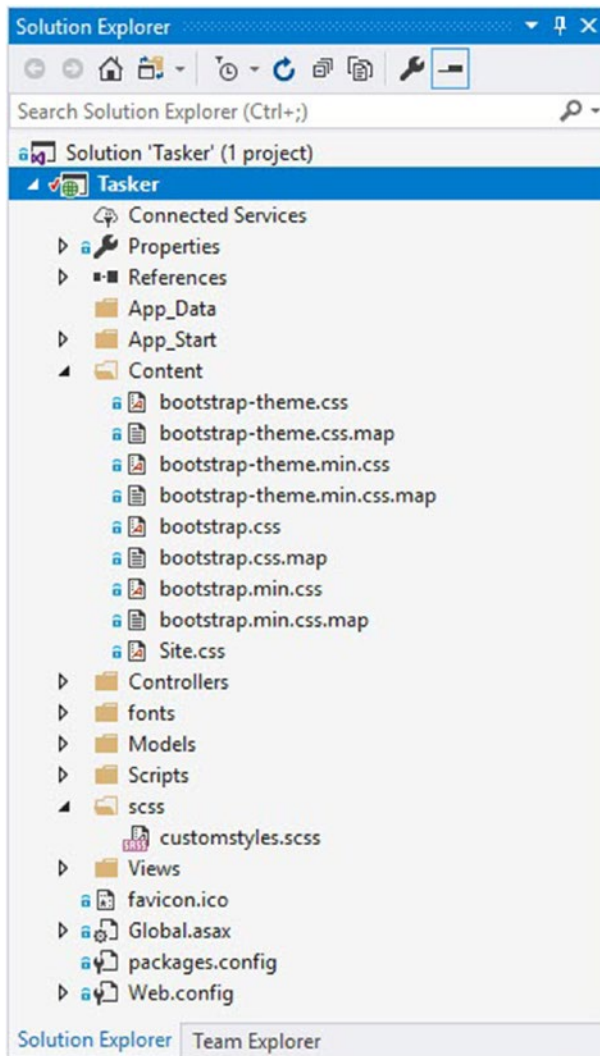 Solution Explorer
Search Solution Explorer (Ctrl+;)
Solution 'Tasker' (1 project)
Tasker
Connected Services
Properties
References
App_Data
App_Start
Content
bootstrap-theme.css
bootstrap-theme.css.map
bootstrap-theme.min.css
bootstrap-theme.min.css.map
bootstrap.css
bootstrap.css.map
bootstrap.min.css
bootstrap.min.css.map
Site.css
Controllers
fonts
Models
Scripts
scss
SASS customstyles.scss
Views
favicon.ico
Global.asax
packages.config
Web.config
Solution Explorer Team Explorer